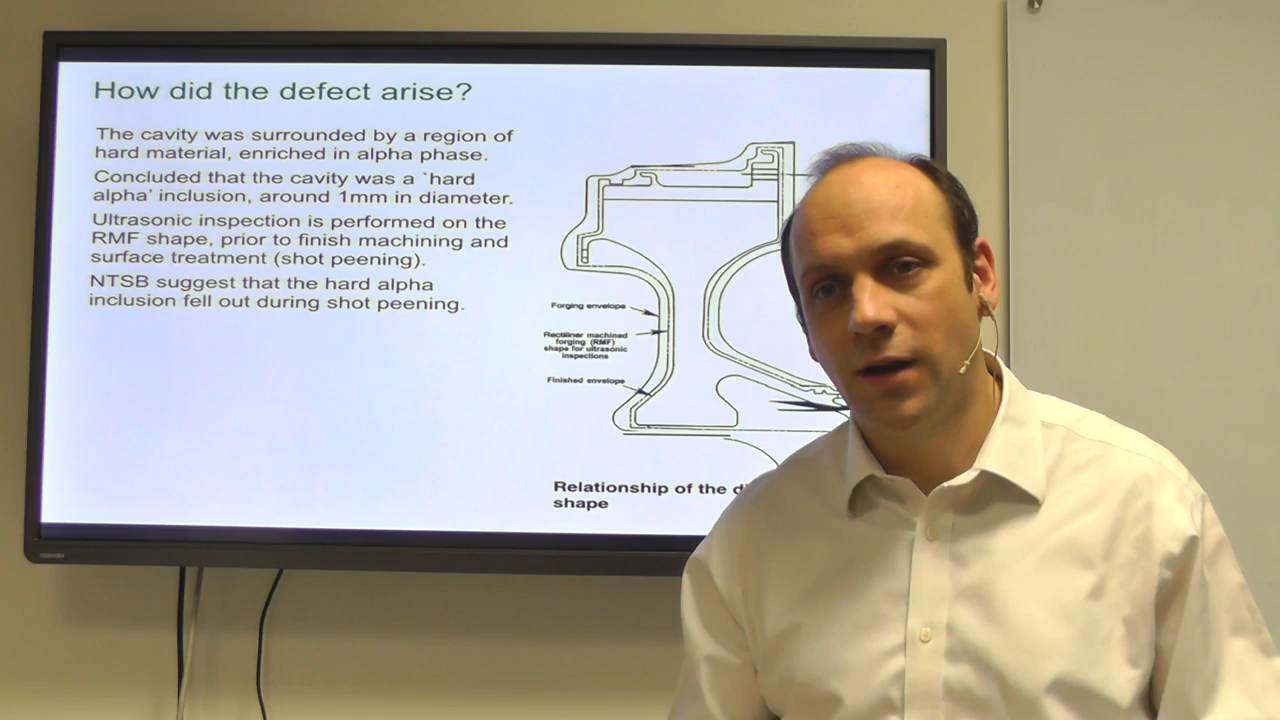 How did the defect arise?
The cavity was surrounded by a region of
hard material, enriched in alpha phase.
Concluded that the cavity was a `hard
alpha' inclusion, around 1mm in diameter.
Ultrasonic inspection is performed on the
RMF shape, prior to finish machining and
surface treatment (shot peening).
NTSB suggest that the hard alpha
inclusion fell out during shot peening.
Forging envelope
Rectiliner machined
forging (RMF)
shape for ultrasonic
inspections
Finished envelope
Relationship of the
shape
TOSHIBA